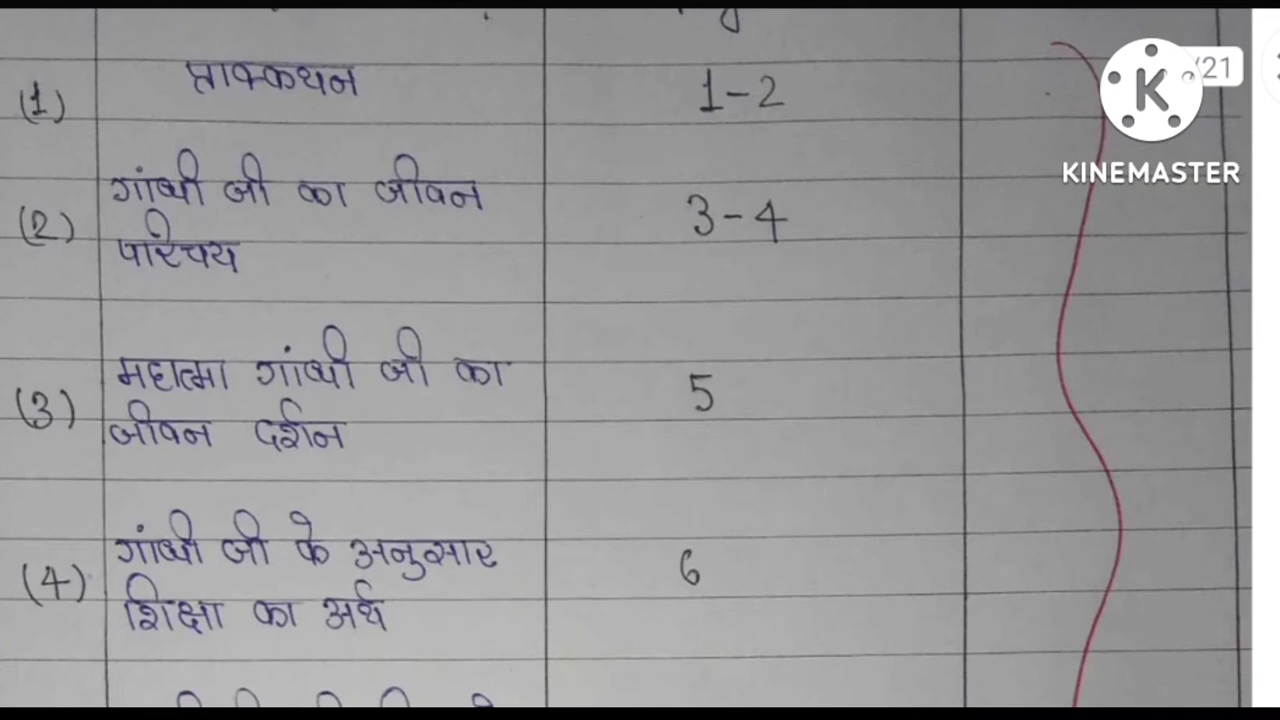 (1) प्राक्कथन 1-2
गांधी जी का जीवन
(2) परिचय 3-4
महात्मा गांधी जी का
(3) जीवन दर्शन 5
गांधी जी के अनुसार
(4) शिक्षा का अर्थ 6
/21
KINEMASTER